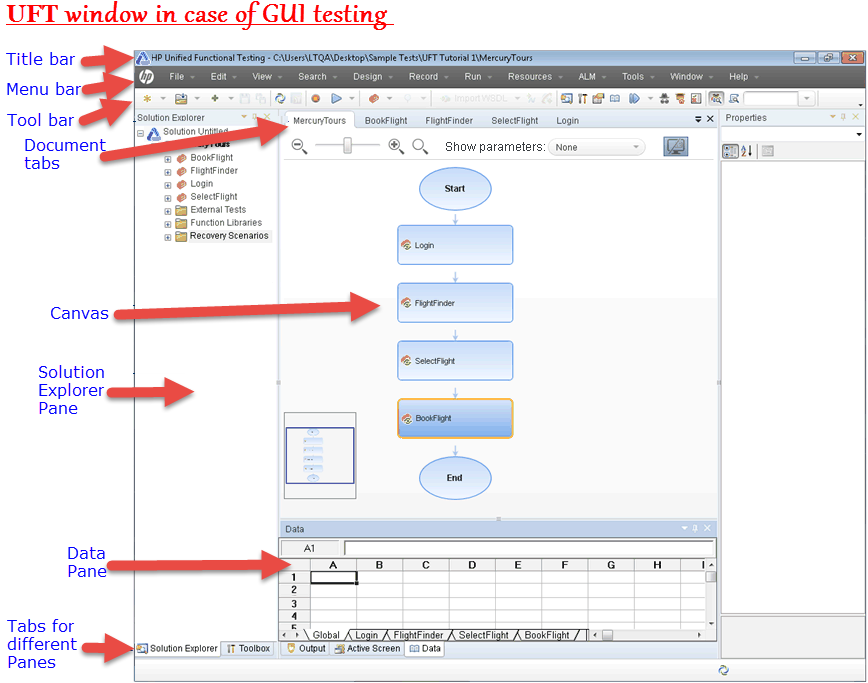 UFT window in case of GUI testing
Title bar
HP Unified Functional Testing - C:\Users\LTQA\Desktop\Sample Tests\UFT Tutorial 1\MercuryTours
Menu bar
hp File Edit View Search Design Record Run Resources ALM Tools Window Help
Tool bar
Import WSDL
Document
tabs
Solution Explorer
MercuryTours BookFlight FlightFinder SelectFlight Login
Properties
Solution Untitled
BookFlight
FlightFinder
Login
SelectFlight
External Tests
Function Libraries
Recovery Scenarios
Show parameters: None
Start
Login
FlightFinder
SelectFlight
BookFlight
End
Canvas
Solution
Explorer
Pane
Data
Pane
Data
A1
A B C D E F G H I
1
2
3
4
5
Global Login FlightFinder SelectFlight BookFlight
Tabs for
different
Panes
Solution Explorer Toolbox Output Active Screen Data